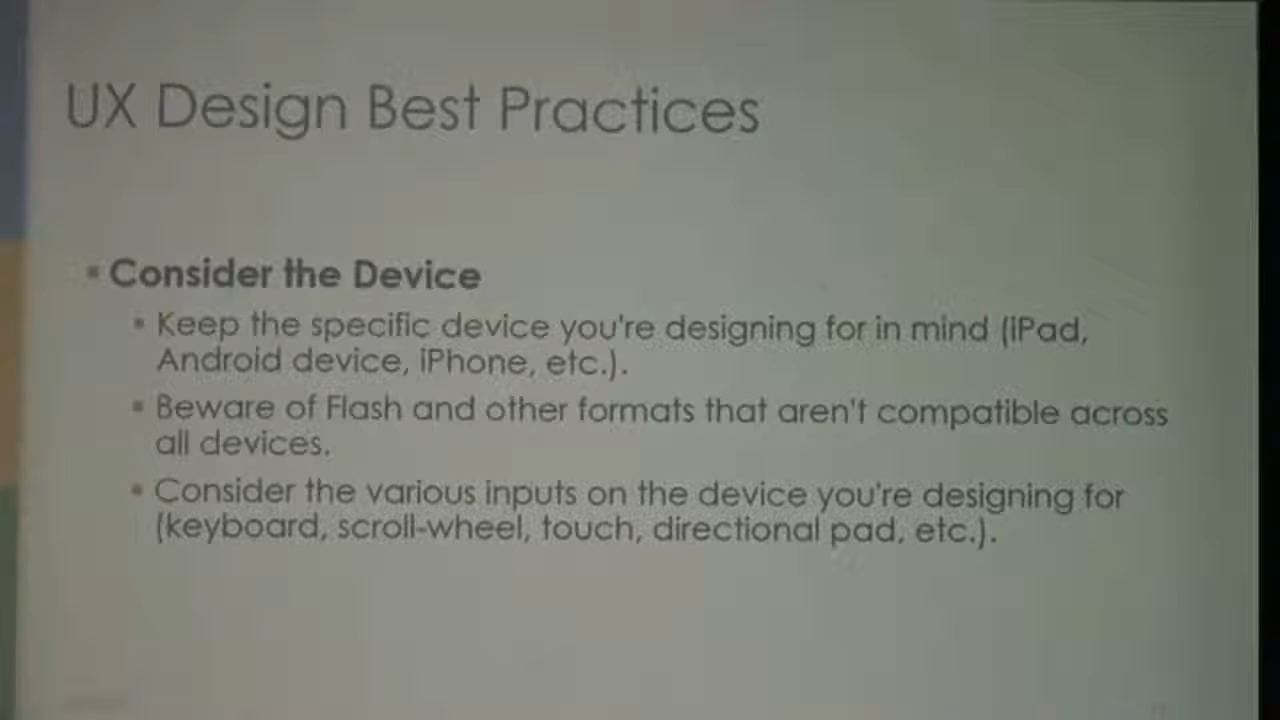 UX Design Best Practices
Consider the Device
Keep the specific device you're designing for in mind (iPad,
Android device, iPhone, etc.).
Beware of Flash and other formats that aren't compatible across
all devices.
Consider the various inputs on the device you're designing for
(keyboard, scroll-wheel, touch, directional pad, etc.).